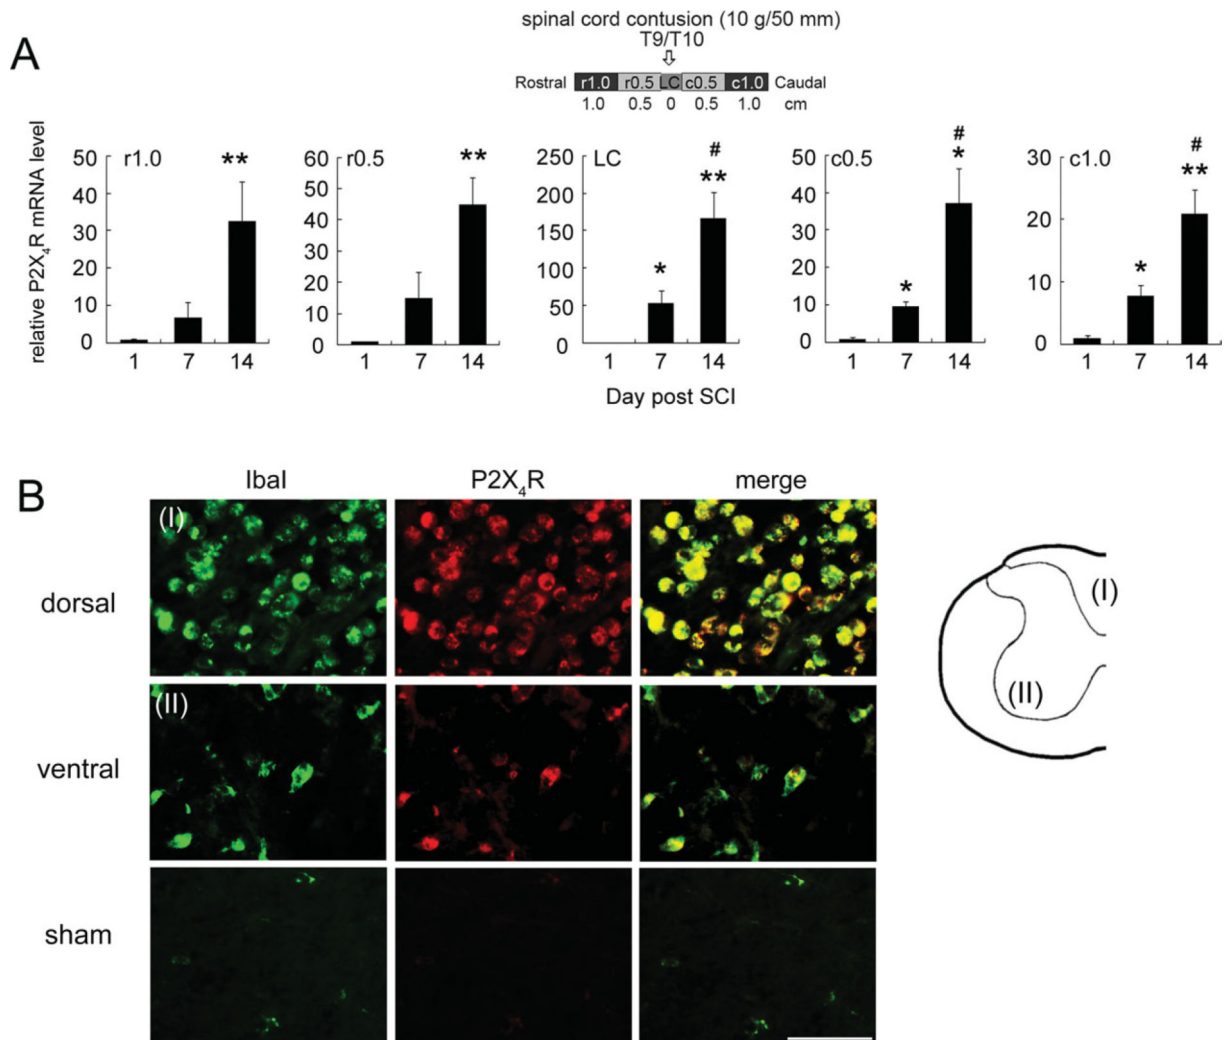 spinal cord contusion (10 g/50 mm)
T9/T10
A
Rostral r1.0 r0.5 LC c0.5 c1.0 Caudal
1.0 0.5 0 0.5 1.0 cm
relative P2X₄R mRNA level
r1.0
50
40
30
20
10
0
**
1 7 14
r0.5
60
50
40
30
20
10
0
**
1 7 14
LC
250
200
150
100
50
0
*
#
**
1 7 14
c0.5
50
40
30
20
10
0
*
#
*
1 7 14
c1.0
30
20
10
0
*
#
**
1 7 14
Day post SCI
B
IbaI P2X₄R merge
dorsal
(I)
ventral
(II)
sham
(I)
(II)